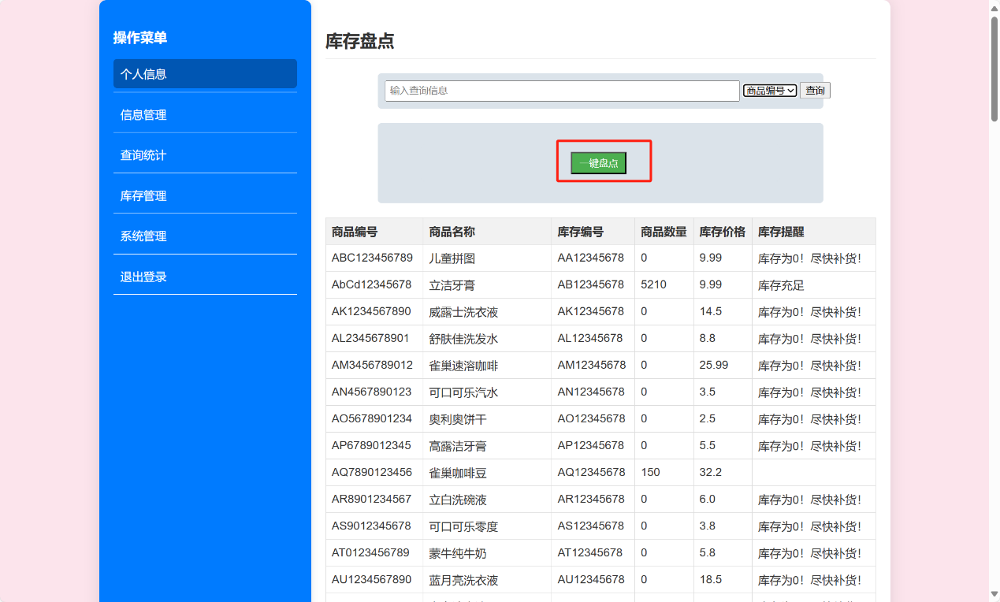 操作菜单
个人信息
信息管理
查询统计
库存管理
系统管理
退出登录
库存盘点
输入查询信息 商品编号 查询
一键盘点
商品编号 商品名称 库存编号 商品数量 库存价格 库存提醒
ABC123456789 儿童拼图 AA12345678 0 9.99 库存为0！尽快补货！
AbCd12345678 立洁牙膏 AB12345678 5210 9.99 库存充足
AK1234567890 威露士洗衣液 AK12345678 0 14.5 库存为0！尽快补货！
AL2345678901 舒肤佳洗发水 AL12345678 0 8.8 库存为0！尽快补货！
AM3456789012 雀巢速溶咖啡 AM12345678 0 25.99 库存为0！尽快补货！
AN4567890123 可口可乐汽水 AN12345678 0 3.5 库存为0！尽快补货！
AO5678901234 奥利奥饼干 AO12345678 0 2.5 库存为0！尽快补货！
AP6789012345 高露洁牙膏 AP12345678 0 5.5 库存为0！尽快补货！
AQ7890123456 雀巢咖啡豆 AQ12345678 150 32.2
AR8901234567 立白洗碗液 AR12345678 0 6.0 库存为0！尽快补货！
AS9012345678 可口可乐零度 AS12345678 0 3.8 库存为0！尽快补货！
AT0123456789 蒙牛纯牛奶 AT12345678 0 5.8 库存为0！尽快补货！
AU1234567890 蓝月亮洗衣液 AU12345678 0 18.5 库存为0！尽快补货！